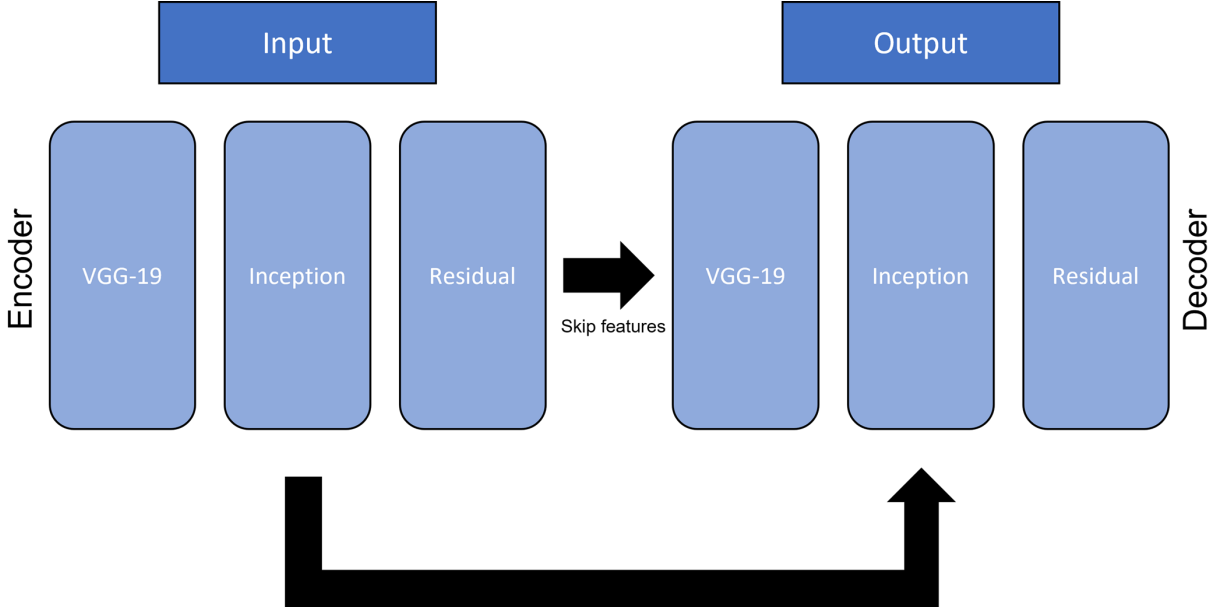 Input
Output
Encoder
VGG-19
Inception
Residual
Skip features
VGG-19
Inception
Residual
Decoder